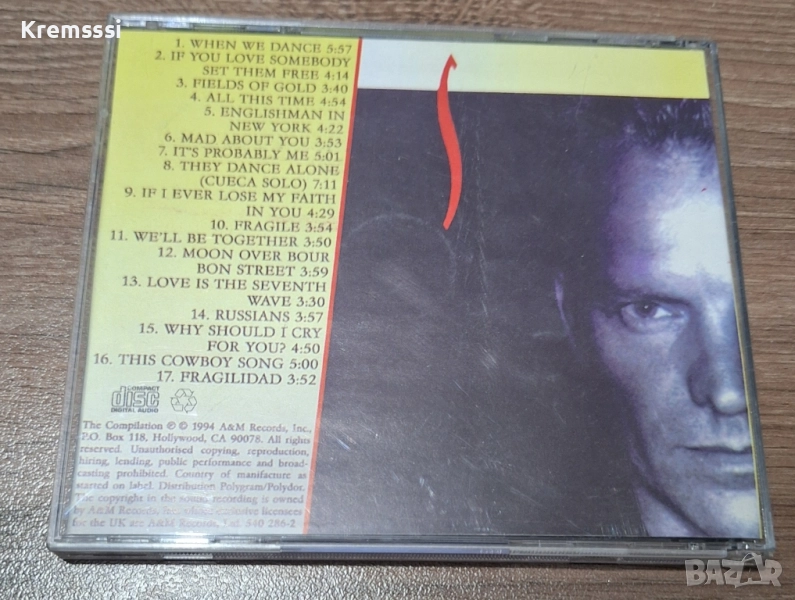 Kremsssi
1. WHEN WE DANCE 5:57
2. IF YOU LOVE SOMEBODY
SET THEM FREE 4:14
3. FIELDS OF GOLD 3:40
4. ALL THIS TIME 4:54
5. ENGLISHMAN IN
NEW YORK 4:22
6. MAD ABOUT YOU 3:53
7. IT'S PROBABLY ME 5:01
8. THEY DANCE ALONE
(CUECA SOLO) 7:11
9. IF I EVER LOSE MY FAITH
IN YOU 4:29
10. FRAGILE 3:54
11. WE'LL BE TOGETHER 3:50
12. MOON OVER BOUR
BON STREET 3:59
13. LOVE IS THE SEVENTH
WAVE 3:30
14. RUSSIANS 3:57
15. WHY SHOULD I CRY
FOR YOU? 4:50
16. THIS COWBOY SONG 5:00
17. FRAGILIDAD 3:52
COMPACT
disc
DIGITAL AUDIO
The Compilation ℗ © 1994 A&M Records, Inc.,
P.O. Box 118, Hollywood, CA 90078. All rights
reserved. Unauthorised copying, reproduction,
hiring, lending, public performance and broad-
casting prohibited. Country of manifacture as
stated on label. Distribution Polygram/Polydor.
The copyright in the sound recording is owned
by A&M Records, Inc. whose exclusive licensees
for the UK are A&M Records, Ltd. 540 286-2
BAZAR